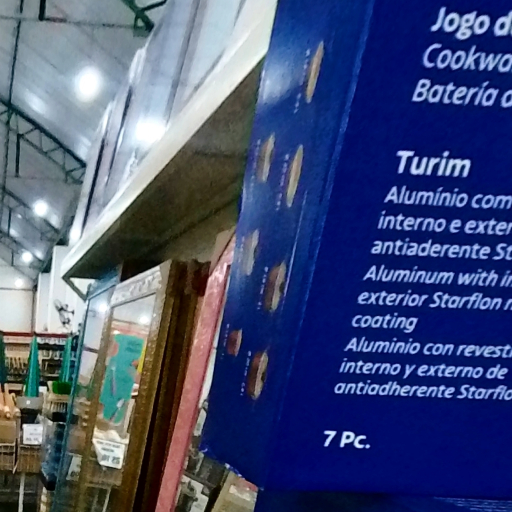 Jogo d
Cookwa
Batería d
Turim
Alumínio com
interno e exter
antiaderente St
Aluminum with in
exterior Starflon n
coating
Aluminio con revesti
interno y externo de
antiadherente Starflo
7 Pc.